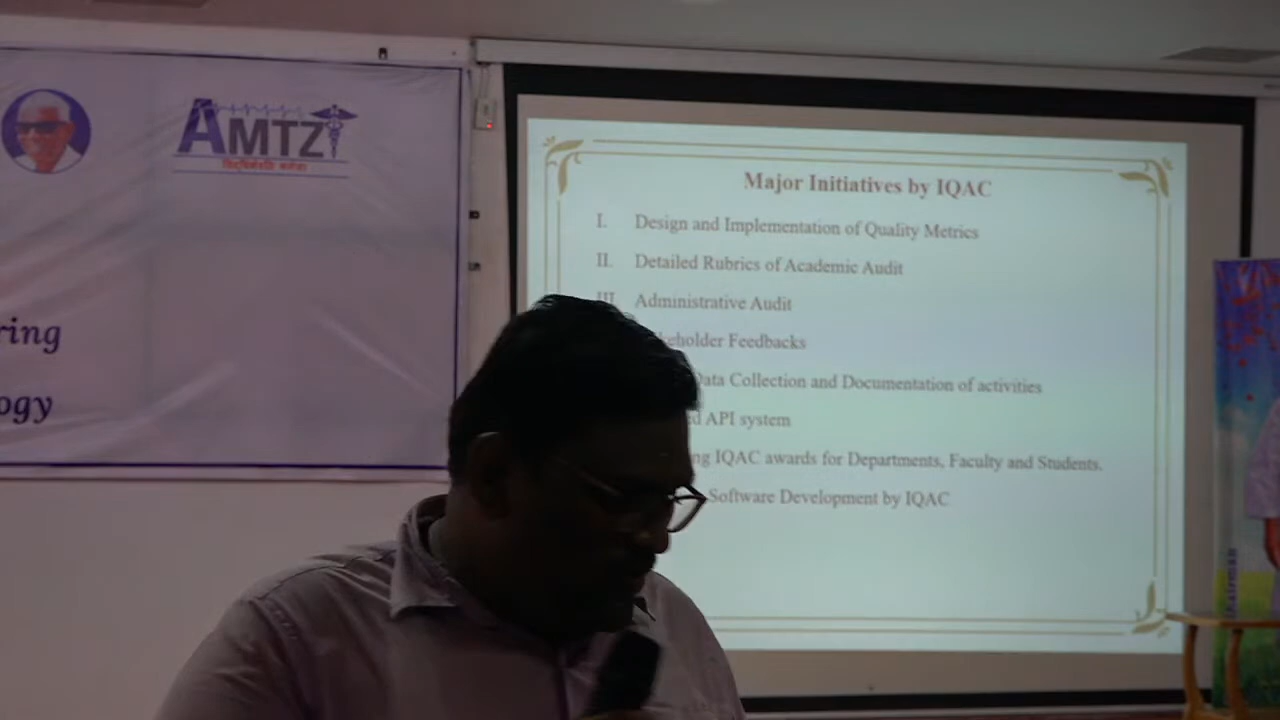 AMTZ
ring
ogy
Major Initiatives by IQAC
I. Design and Implementation of Quality Metrics
II. Detailed Rubrics of Academic Audit
III. Administrative Audit
eholder Feedbacks
Data Collection and Documentation of activities
d API system
ng IQAC awards for Departments, Faculty and Students.
Software Development by IQAC